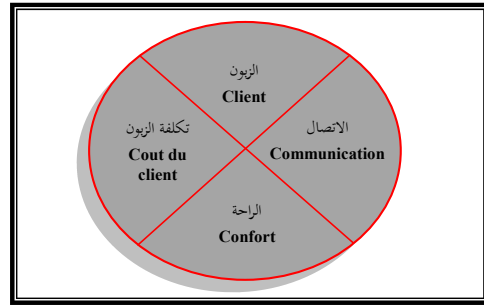 الزبون
Client
تكلفة الزبون
Cout du
client
الاتصال
Communication
الراحة
Confort